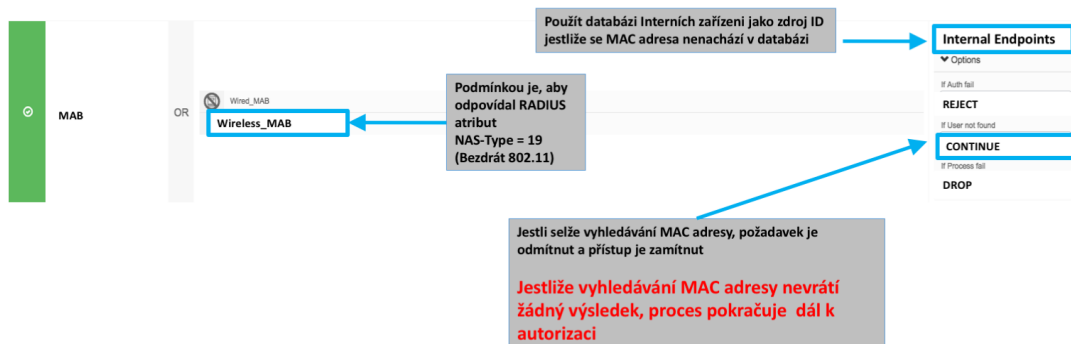 Použít databázi Interních zařízeni jako zdroj ID
jestliže se MAC adresa nenachází v databázi
Internal Endpoints
Options
If Auth fail
REJECT
If User not found
CONTINUE
If Process fail
DROP
MAB
OR
Wired_MAB
Wireless_MAB
Podmínkou je, aby
odpovídal RADIUS
atribut
NAS-Type = 19
(Bezdrát 802.11)
Jestli selže vyhledávání MAC adresy, požadavek je
odmítnut a přístup je zamítnut
Jestliže vyhledávání MAC adresy nevrátí
žádný výsledek, proces pokračuje dál k
autorizaci